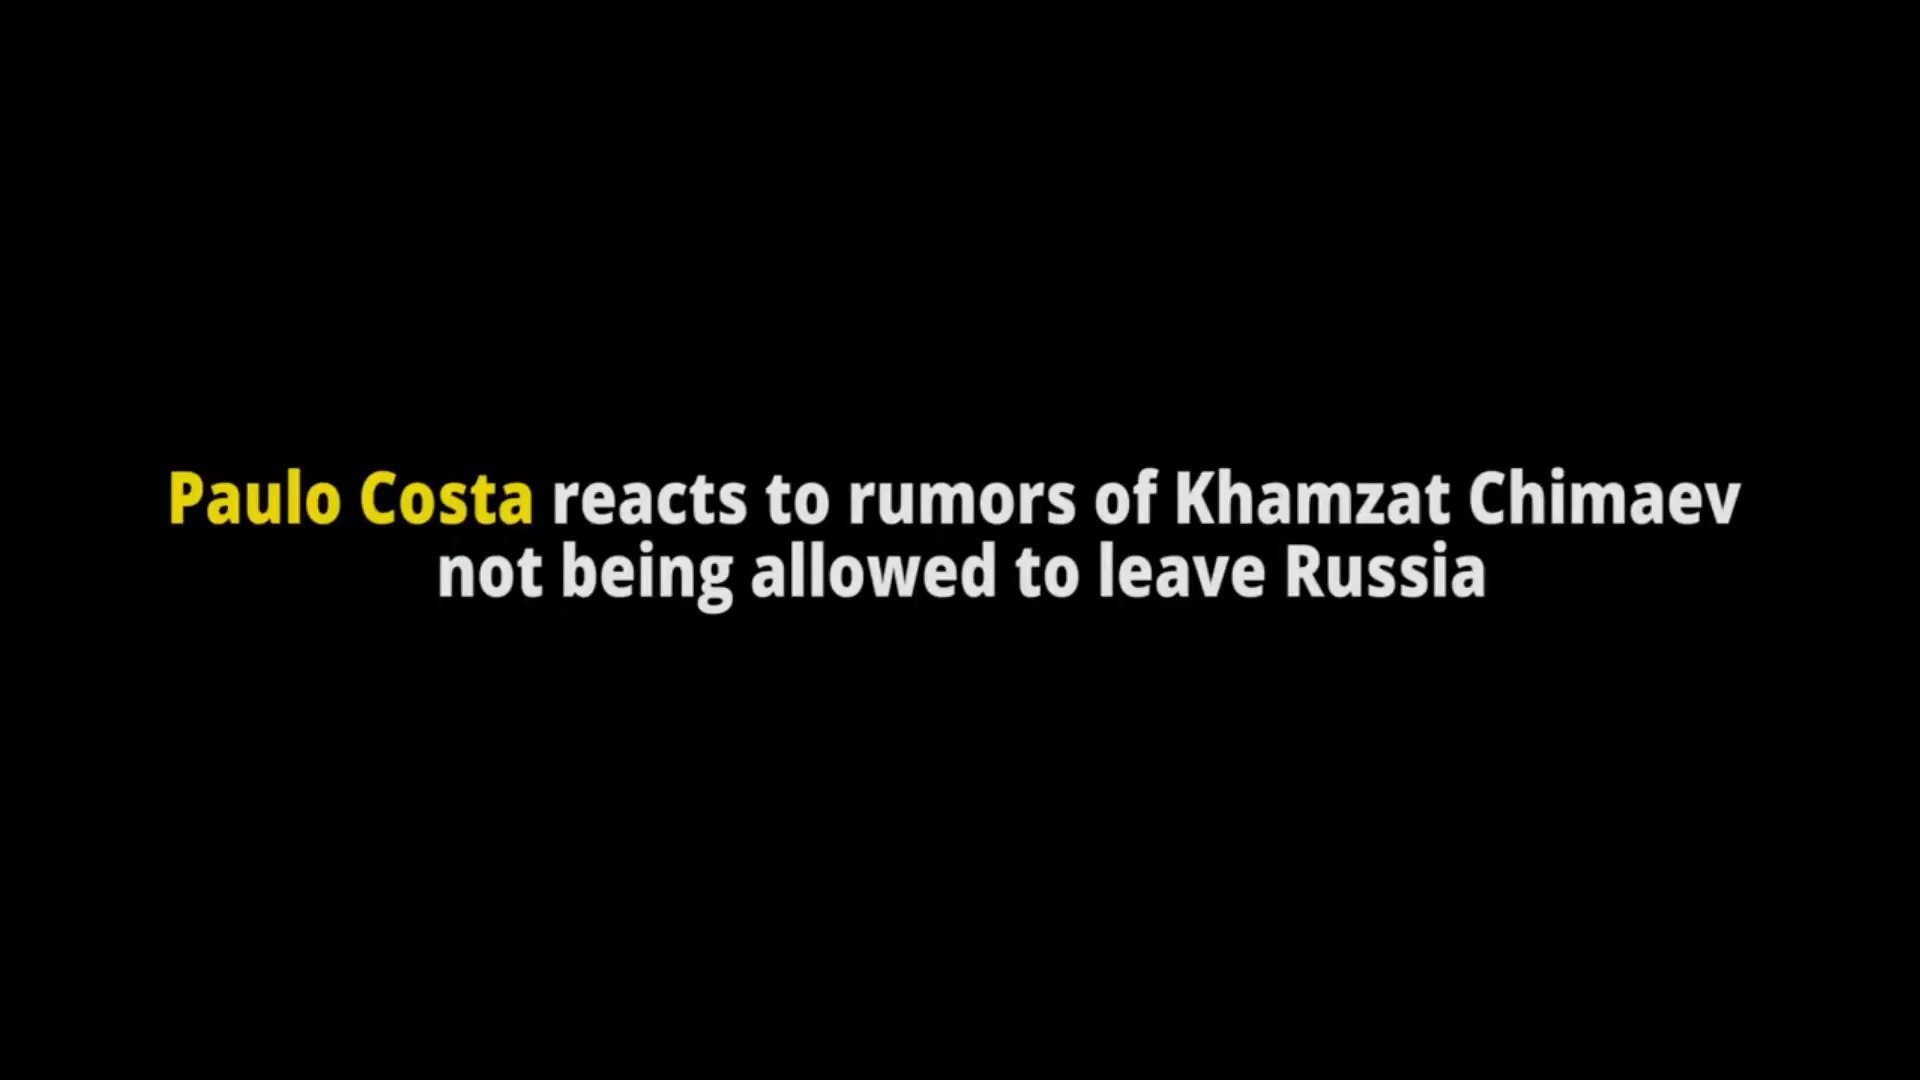 Paulo Costa reacts to rumors of Khamzat Chimaev
not being allowed to leave Russia